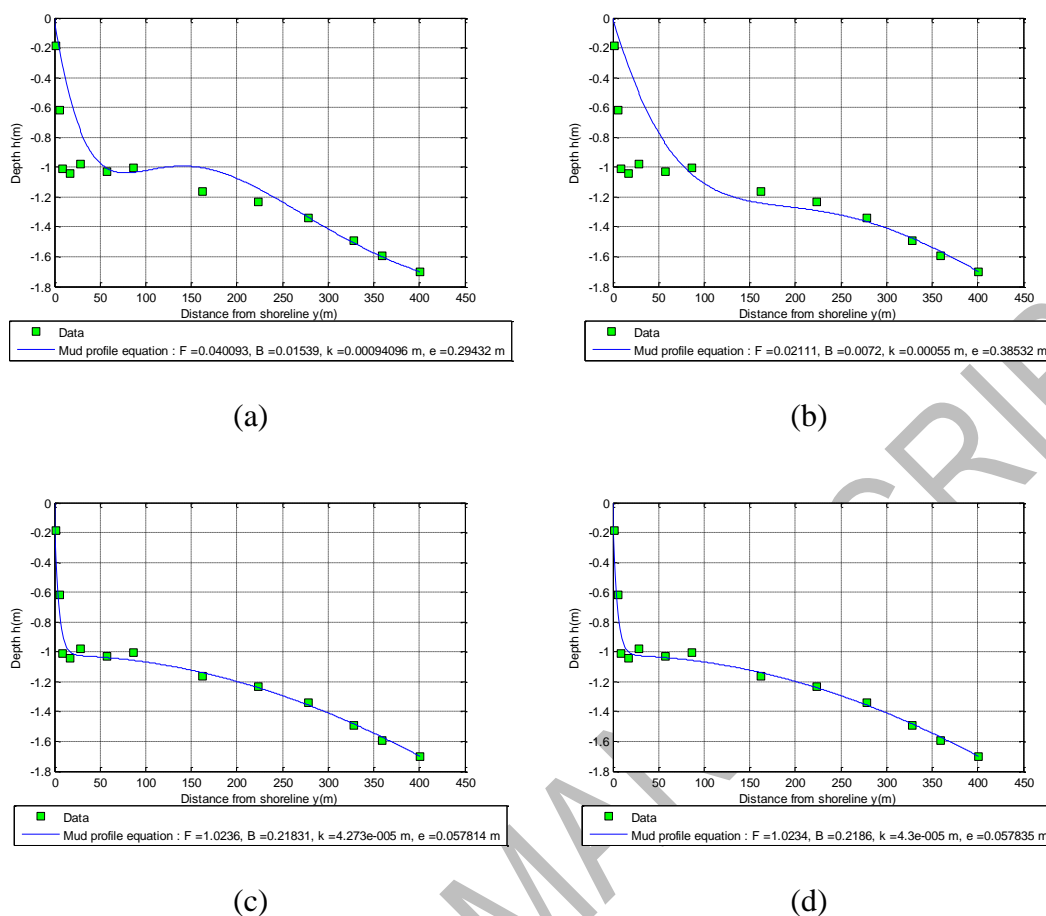 0
-0.2
-0.4
-0.6
-0.8
-1
-1.2
-1.4
-1.6
-1.8
Depth h(m)
0 50 100 150 200 250 300 350 400 450
Distance from shoreline y(m)
Data
Mud profile equation : F =0.040093, B =0.01539, k =0.00094096 m, e =0.29432 m
(a)
0
-0.2
-0.4
-0.6
-0.8
-1
-1.2
-1.4
-1.6
-1.8
Depth h(m)
0 50 100 150 200 250 300 350 400 450
Distance from shoreline y(m)
Data
Mud profile equation : F =0.02111, B =0.0072, k =0.00055 m, e =0.38532 m
(b)
0
-0.2
-0.4
-0.6
-0.8
-1
-1.2
-1.4
-1.6
-1.8
Depth h(m)
0 50 100 150 200 250 300 350 400 450
Distance from shoreline y(m)
Data
Mud profile equation : F =1.0236, B =0.21831, k =4.273e-005 m, e =0.057814 m
(c)
0
-0.2
-0.4
-0.6
-0.8
-1
-1.2
-1.4
-1.6
-1.8
Depth h(m)
0 50 100 150 200 250 300 350 400 450
Distance from shoreline y(m)
Data
Mud profile equation : F =1.0234, B =0.2186, k =4.3e-005 m, e =0.057835 m
(d)